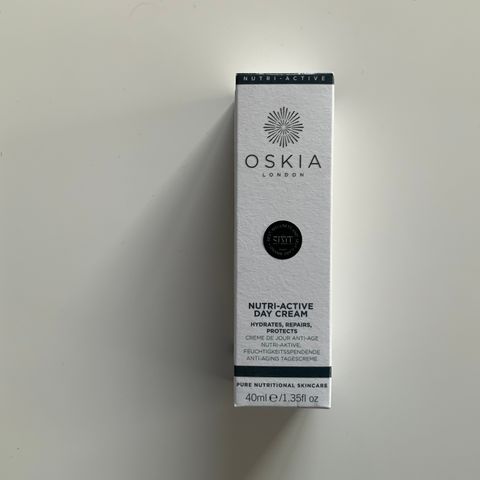 NUTRI-ACTIVE
OSKIA
LONDON
STYLE
NUTRI-ACTIVE
DAY CREAM
HYDRATES, REPAIRS,
PROTECTS
CRÈME DE JOUR ANTI-AGE
NUTRI-AKTIVE,
FEUCHTIGKEITSSPENDENDE
ANTI-AGING TAGESCREME
PURE NUTRITIONAL SKINCARE
40ml ℮ /1.35fl oz